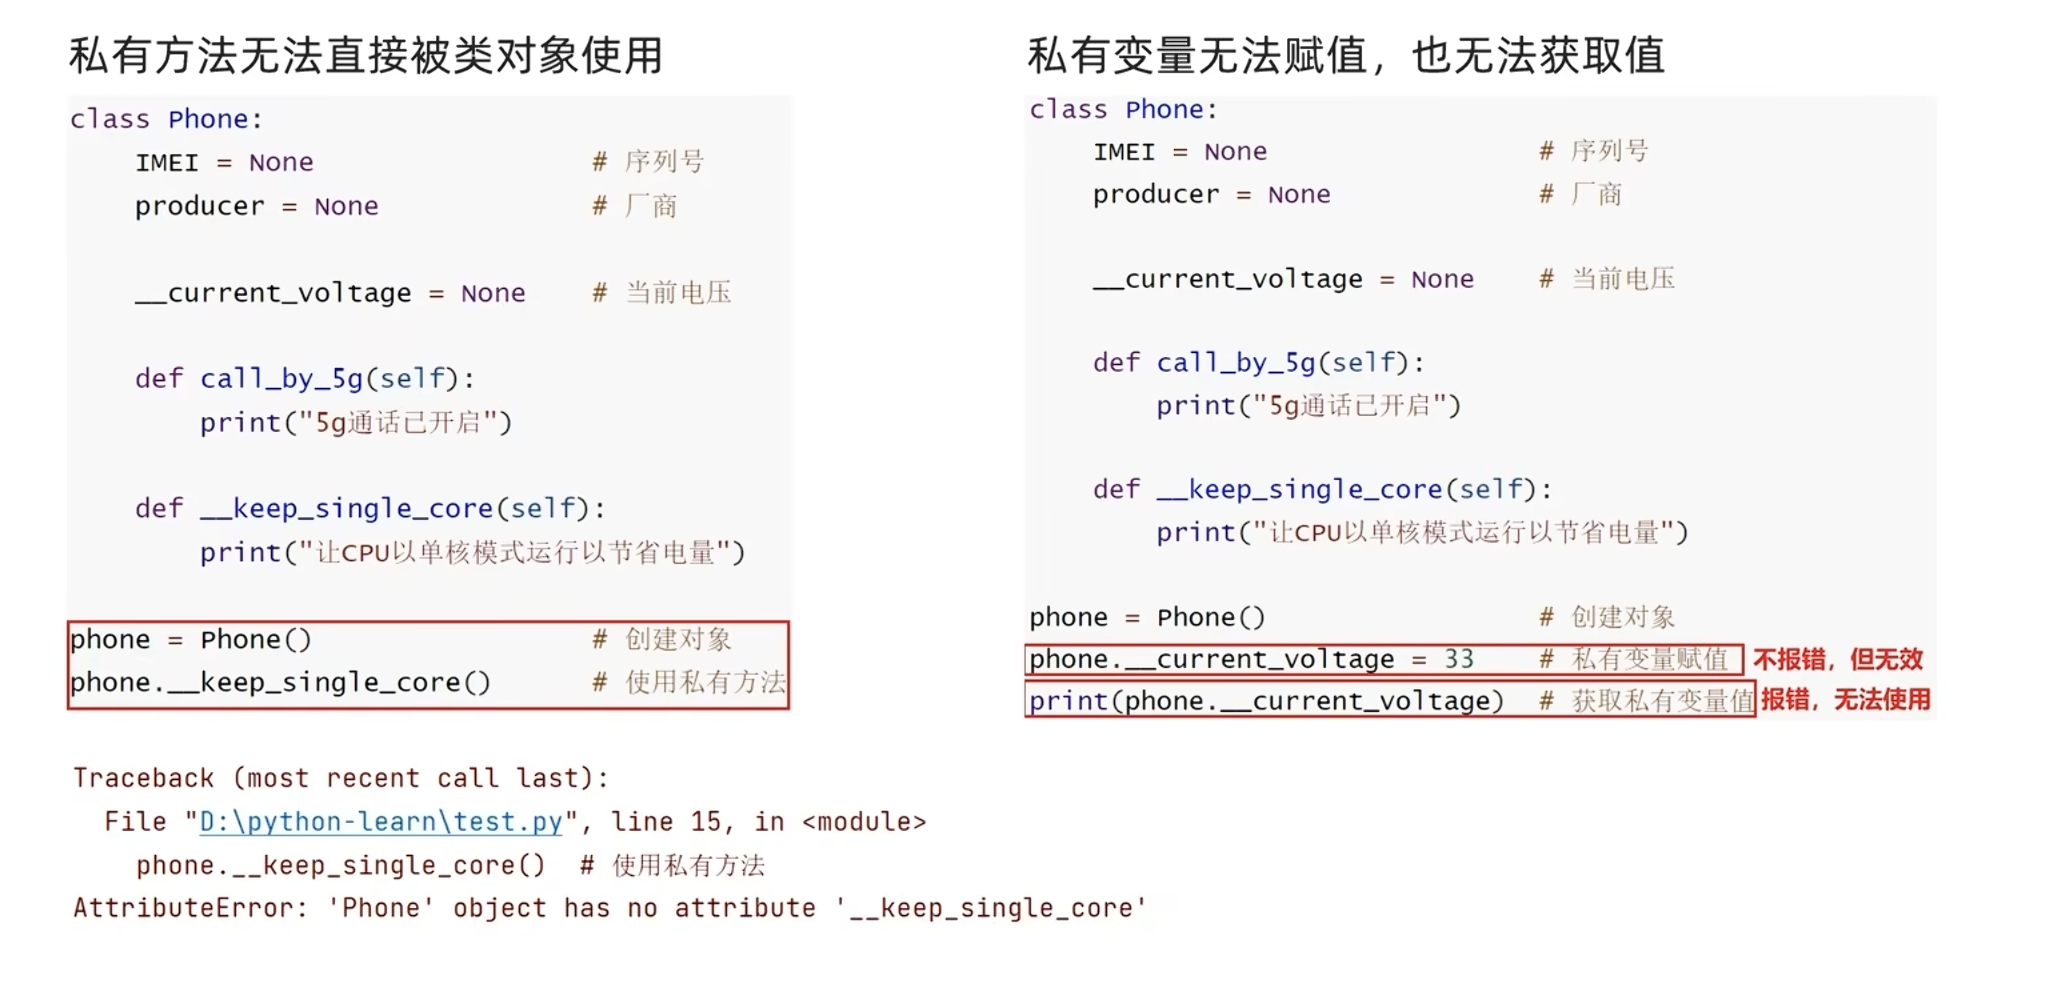 私有方法无法直接被类对象使用
class Phone:
    IMEI = None                 # 序列号
    producer = None             # 厂商
    __current_voltage = None    # 当前电压
    def call_by_5g(self):
        print("5g通话已开启")
    def __keep_single_core(self):
        print("让CPU以单核模式运行以节省电量")
phone = Phone()                 # 创建对象
phone.__keep_single_core()      # 使用私有方法
Traceback (most recent call last):
  File "D:\python-learn\test.py", line 15, in <module>
    phone.__keep_single_core()  # 使用私有方法
AttributeError: 'Phone' object has no attribute '__keep_single_core'
私有变量无法赋值，也无法获取值
class Phone:
    IMEI = None                 # 序列号
    producer = None             # 厂商
    __current_voltage = None    # 当前电压
    def call_by_5g(self):
        print("5g通话已开启")
    def __keep_single_core(self):
        print("让CPU以单核模式运行以节省电量")
phone = Phone()                 # 创建对象
phone.__current_voltage = 33    # 私有变量赋值 不报错，但无效
print(phone.__current_voltage)  # 获取私有变量值 报错，无法使用